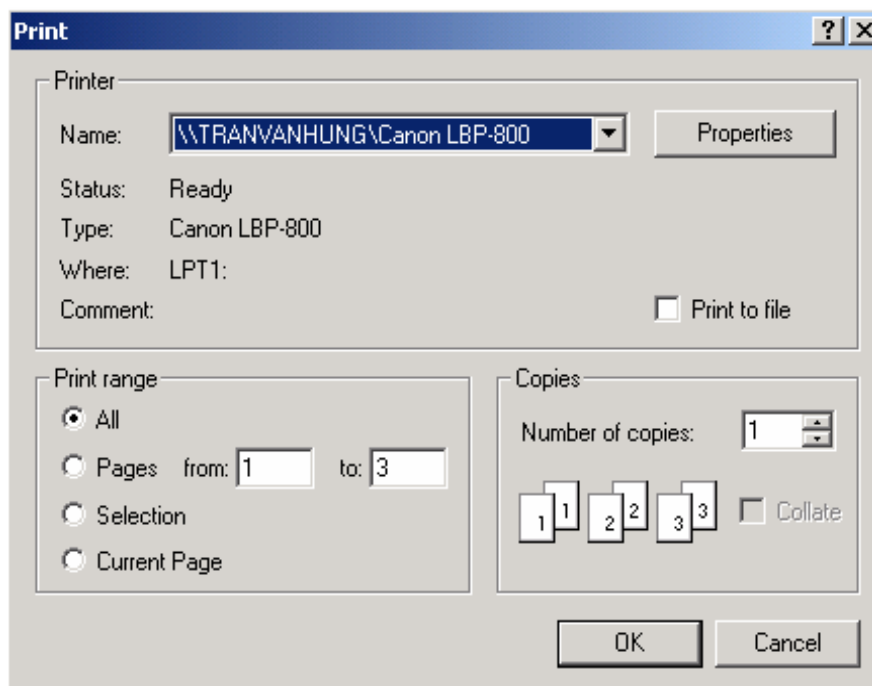 Print
Printer
Name: \\TRANVANHUNG\Canon LBP-800 Properties
Status: Ready
Type: Canon LBP-800
Where: LPT1:
Comment: Print to file
Print range
All
Pages from: 1 to: 3
Selection
Current Page
Copies
Number of copies: 1
1 1 2 2 3 3 Collate
OK Cancel